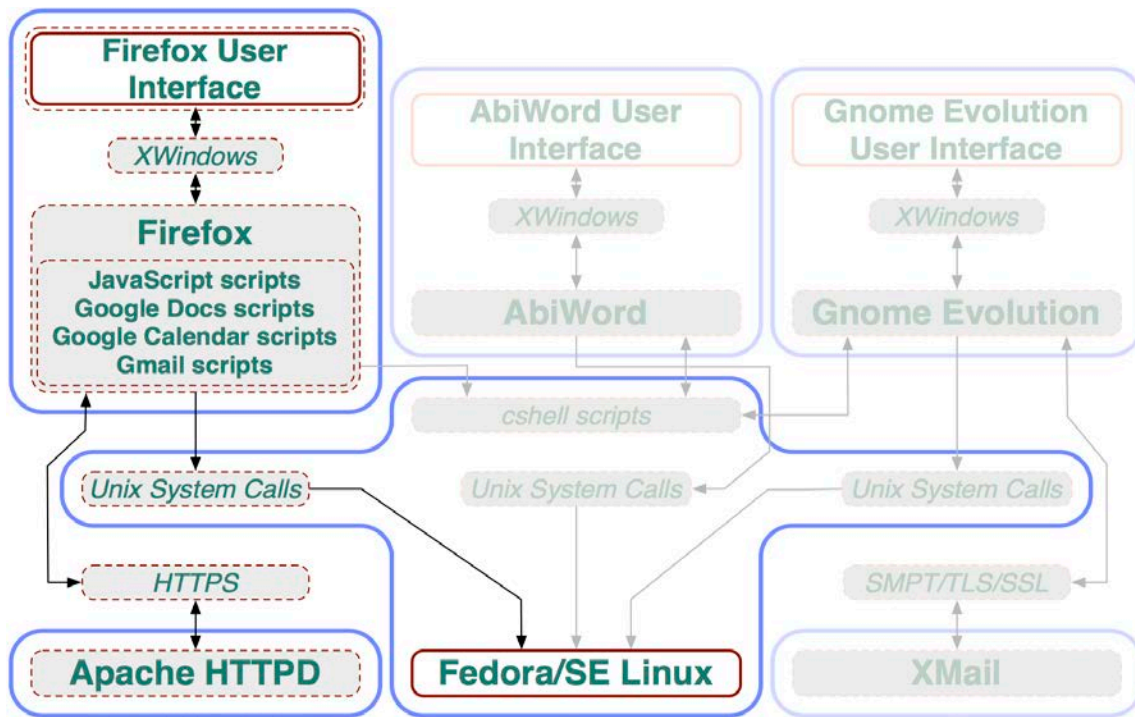 Firefox User
Interface
XWindows
Firefox
JavaScript scripts
Google Docs scripts
Google Calendar scripts
Gmail scripts
AbiWord User
Interface
XWindows
AbiWord
Gnome Evolution
User Interface
XWindows
Gnome Evolution
cshell scripts
Unix System Calls
Unix System Calls
Unix System Calls
HTTPS
SMPT/TLS/SSL
Apache HTTPD
Fedora/SE Linux
XMail